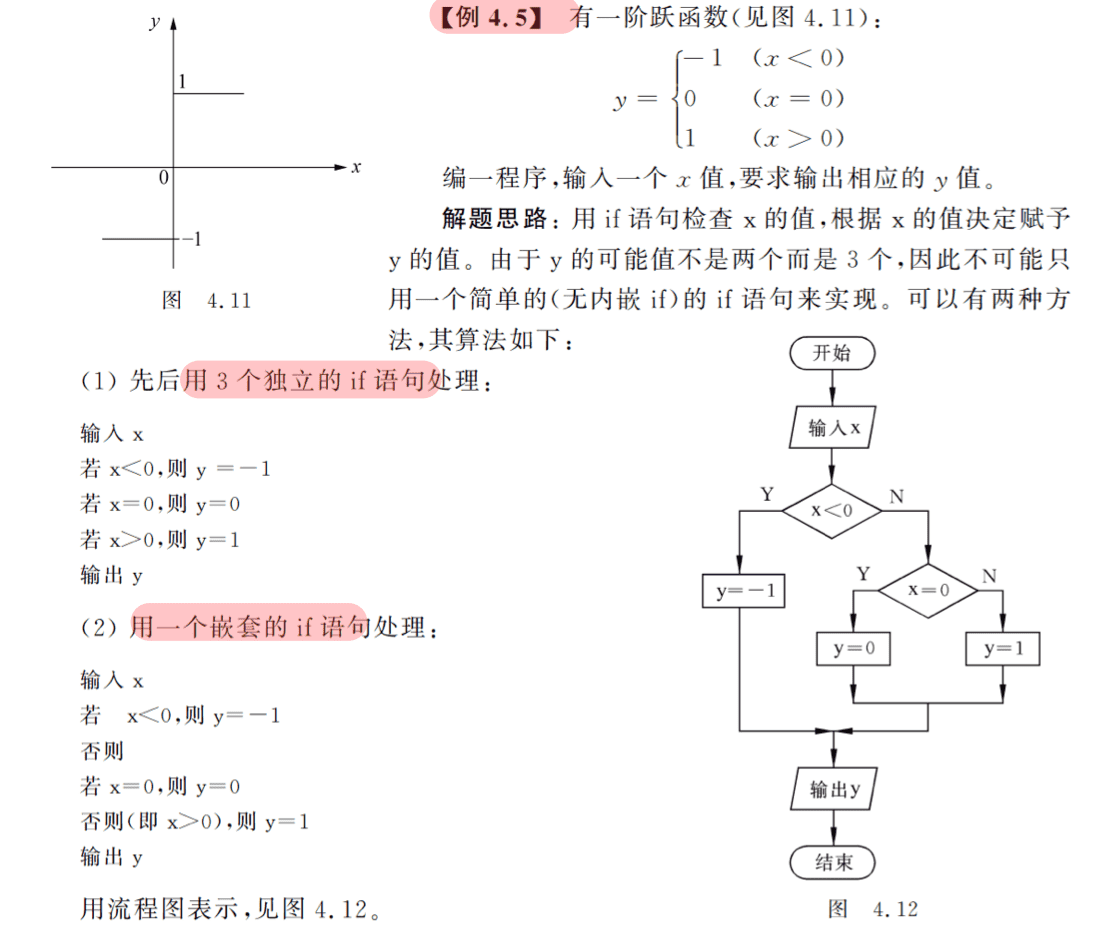 y
1
0
x
-1
图 4.11
【例 4.5】 有一阶跃函数(见图 4.11):
y = { -1 (x < 0)
0 (x = 0)
1 (x > 0)
编一程序,输入一个 x 值,要求输出相应的 y 值。
解题思路: 用 if 语句检查 x 的值,根据 x 的值决定赋予
y 的值。由于 y 的可能值不是两个而是 3 个,因此不可能只
用一个简单的(无内嵌 if)的 if 语句来实现。可以有两种方
法,其算法如下:
(1) 先后用 3 个独立的 if 语句处理:
输入 x
若 x<0,则 y =-1
若 x=0,则 y=0
若 x>0,则 y=1
输出 y
(2) 用一个嵌套的 if 语句处理:
输入 x
若 x<0,则 y=-1
否则
若 x=0,则 y=0
否则(即 x>0),则 y=1
输出 y
用流程图表示,见图 4.12。
开始
输入x
Y
x<0
N
y=-1
Y
x=0
N
y=0
y=1
输出y
结束
图 4.12